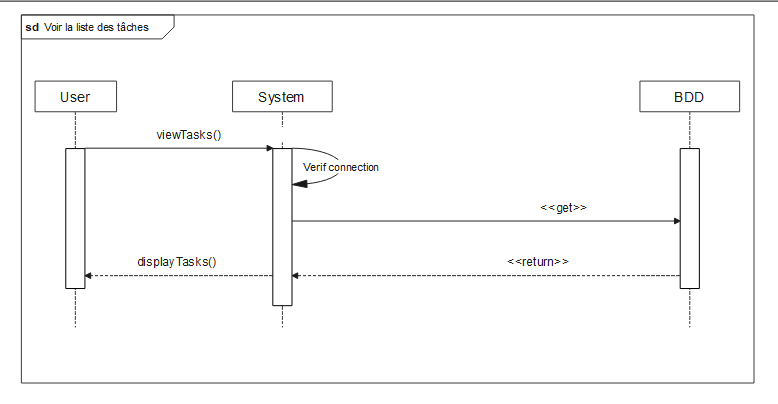 sd Voir la liste des tâches
User
System
BDD
viewTasks()
Verif connection
<<get>>
displayTasks()
<<return>>